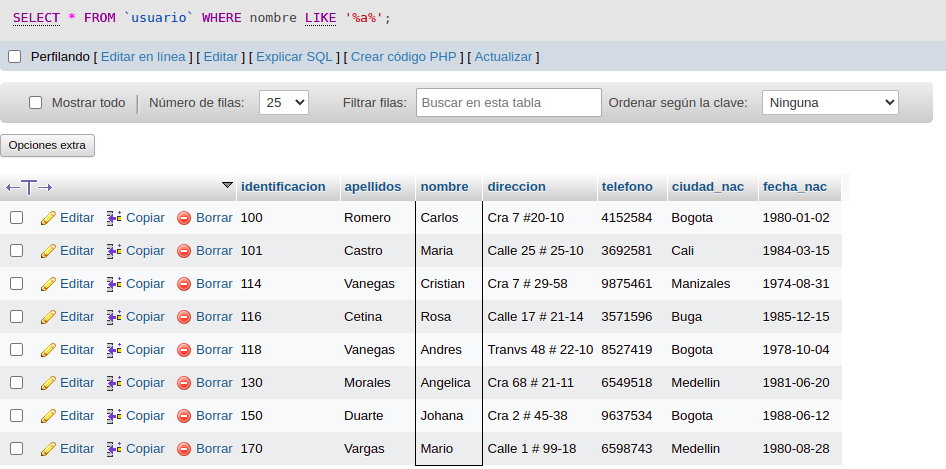 SELECT * FROM `usuario` WHERE nombre LIKE '%a%';
Perfilando [ Editar en línea ] [ Editar ] [ Explicar SQL ] [ Crear código PHP ] [ Actualizar ]
Mostrar todo Número de filas: 25 Filtrar filas: Buscar en esta tabla Ordenar según la clave: Ninguna
Opciones extra
identificacion apellidos nombre direccion telefono ciudad_nac fecha_nac
Editar Copiar Borrar 100 Romero Carlos Cra 7 #20-10 4152584 Bogota 1980-01-02
Editar Copiar Borrar 101 Castro Maria Calle 25 # 25-10 3692581 Cali 1984-03-15
Editar Copiar Borrar 114 Vanegas Cristian Cra 7 # 29-58 9875461 Manizales 1974-08-31
Editar Copiar Borrar 116 Cetina Rosa Calle 17 # 21-14 3571596 Buga 1985-12-15
Editar Copiar Borrar 118 Vanegas Andres Tranvs 48 # 22-10 8527419 Bogota 1978-10-04
Editar Copiar Borrar 130 Morales Angelica Cra 68 # 21-11 6549518 Medellin 1981-06-20
Editar Copiar Borrar 150 Duarte Johana Cra 2 # 45-38 9637534 Bogota 1988-06-12
Editar Copiar Borrar 170 Vargas Mario Calle 1 # 99-18 6598743 Medellin 1980-08-28